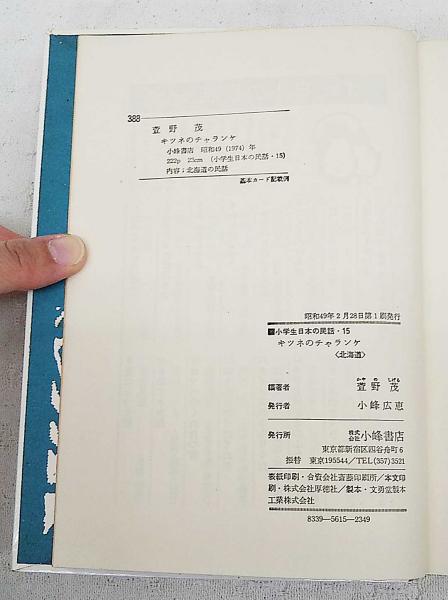 388
萱野 茂
キツネのチャランケ
小峰書店 昭和49(1974)年
222p 23cm (小学生日本の民話・15)
内容;北海道の民話
基本カード記載例
昭和49年2月28日第1刷発行
■小学生日本の民話・15
キツネのチャランケ
〈北海道〉
かや の しげる
編著者 萱野 茂
発行者 小峰広恵
発行所 株式会社小峰書店
東京都新宿区四谷舟町6
振替 東京195544/TEL(357)3521
表紙印刷・合資会社斎藤印刷所/本文印
刷・株式会社厚徳社/製本・文勇堂製本
工業株式会社
8339-5615-2349